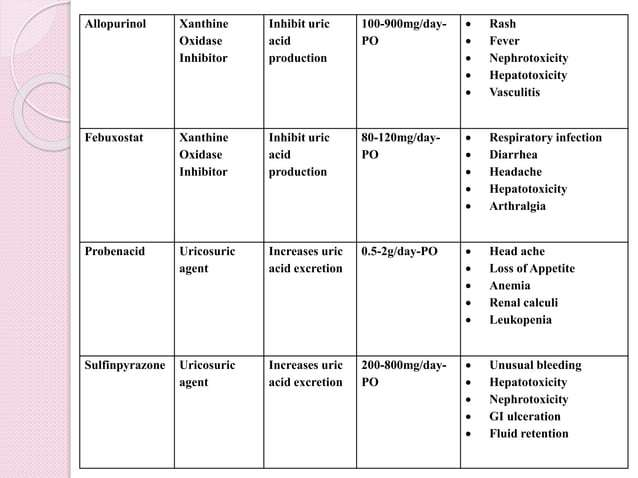 Allopurinol
Xanthine
Oxidase
Inhibitor
Inhibit uric
acid
production
100-900mg/day-
PO
• Rash
• Fever
• Nephrotoxicity
• Hepatotoxicity
• Vasculitis
Febuxostat
Xanthine
Oxidase
Inhibitor
Inhibit uric
acid
production
80-120mg/day-
PO
• Respiratory infection
• Diarrhea
• Headache
• Hepatotoxicity
• Arthralgia
Probenacid
Uricosuric
agent
Increases uric
acid excretion
0.5-2g/day-PO
• Head ache
• Loss of Appetite
• Anemia
• Renal calculi
• Leukopenia
Sulfinpyrazone
Uricosuric
agent
Increases uric
acid excretion
200-800mg/day-
PO
• Unusual bleeding
• Hepatotoxicity
• Nephrotoxicity
• GI ulceration
• Fluid retention